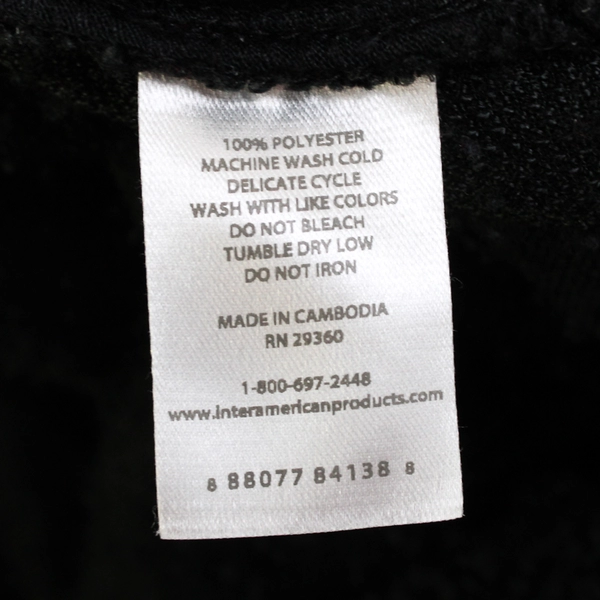 100% POLYESTER
MACHINE WASH COLD
DELICATE CYCLE
WASH WITH LIKE COLORS
DO NOT BLEACH
TUMBLE DRY LOW
DO NOT IRON
MADE IN CAMBODIA
RN 29360
1-800-697-2448
www.interamericanproducts.com
8 88077 84138 8